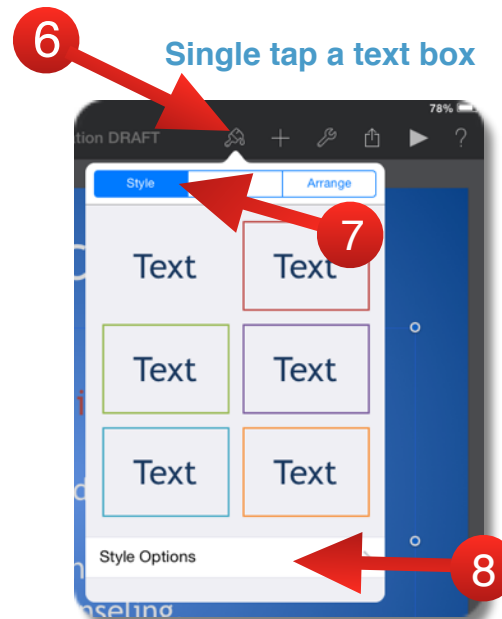 6
Single tap a text box
78%
tion DRAFT
?
Style
Arrange
7
Text
Text
Text
Text
Text
Text
Style Options
8
nseling